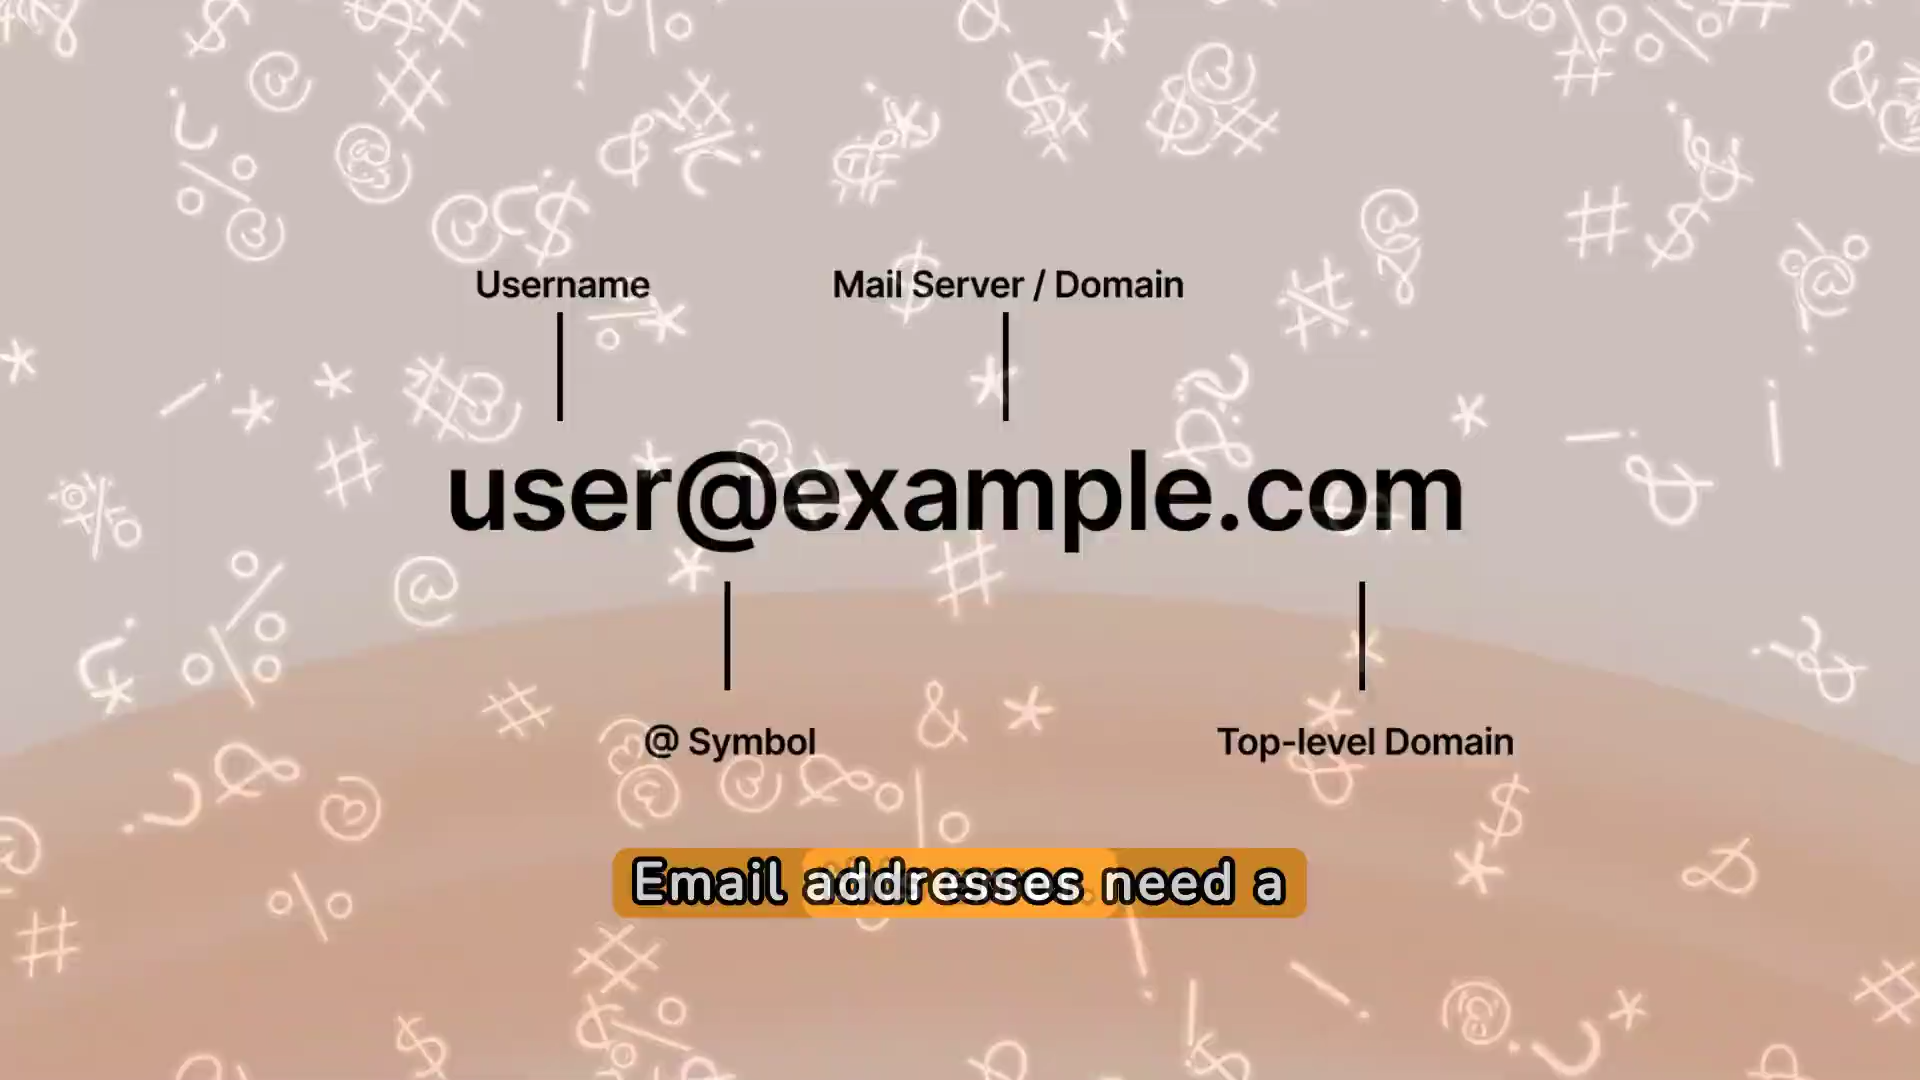 Username
Mail Server / Domain
user@example.com
@ Symbol
Top-level Domain
Email addresses need a